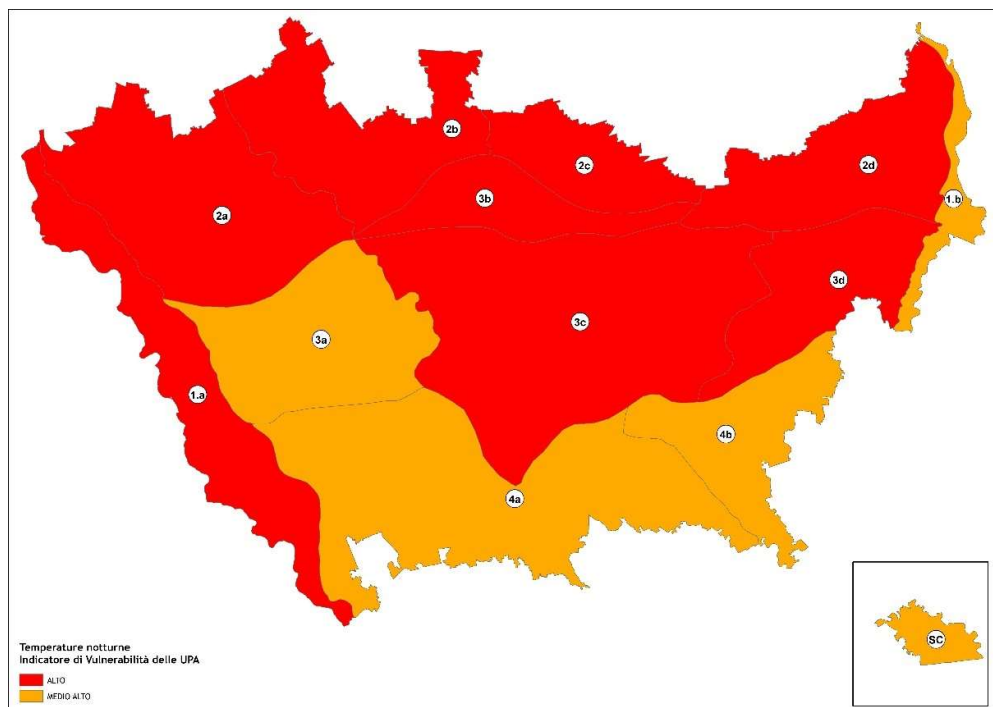 2b
2c
2d
3b
1.b
2a
3d
3c
3a
1.a
4b
4a
SC
Temperature notturne
Indicatore di Vulnerabilità delle UPA
ALTO
MEDIO ALTO